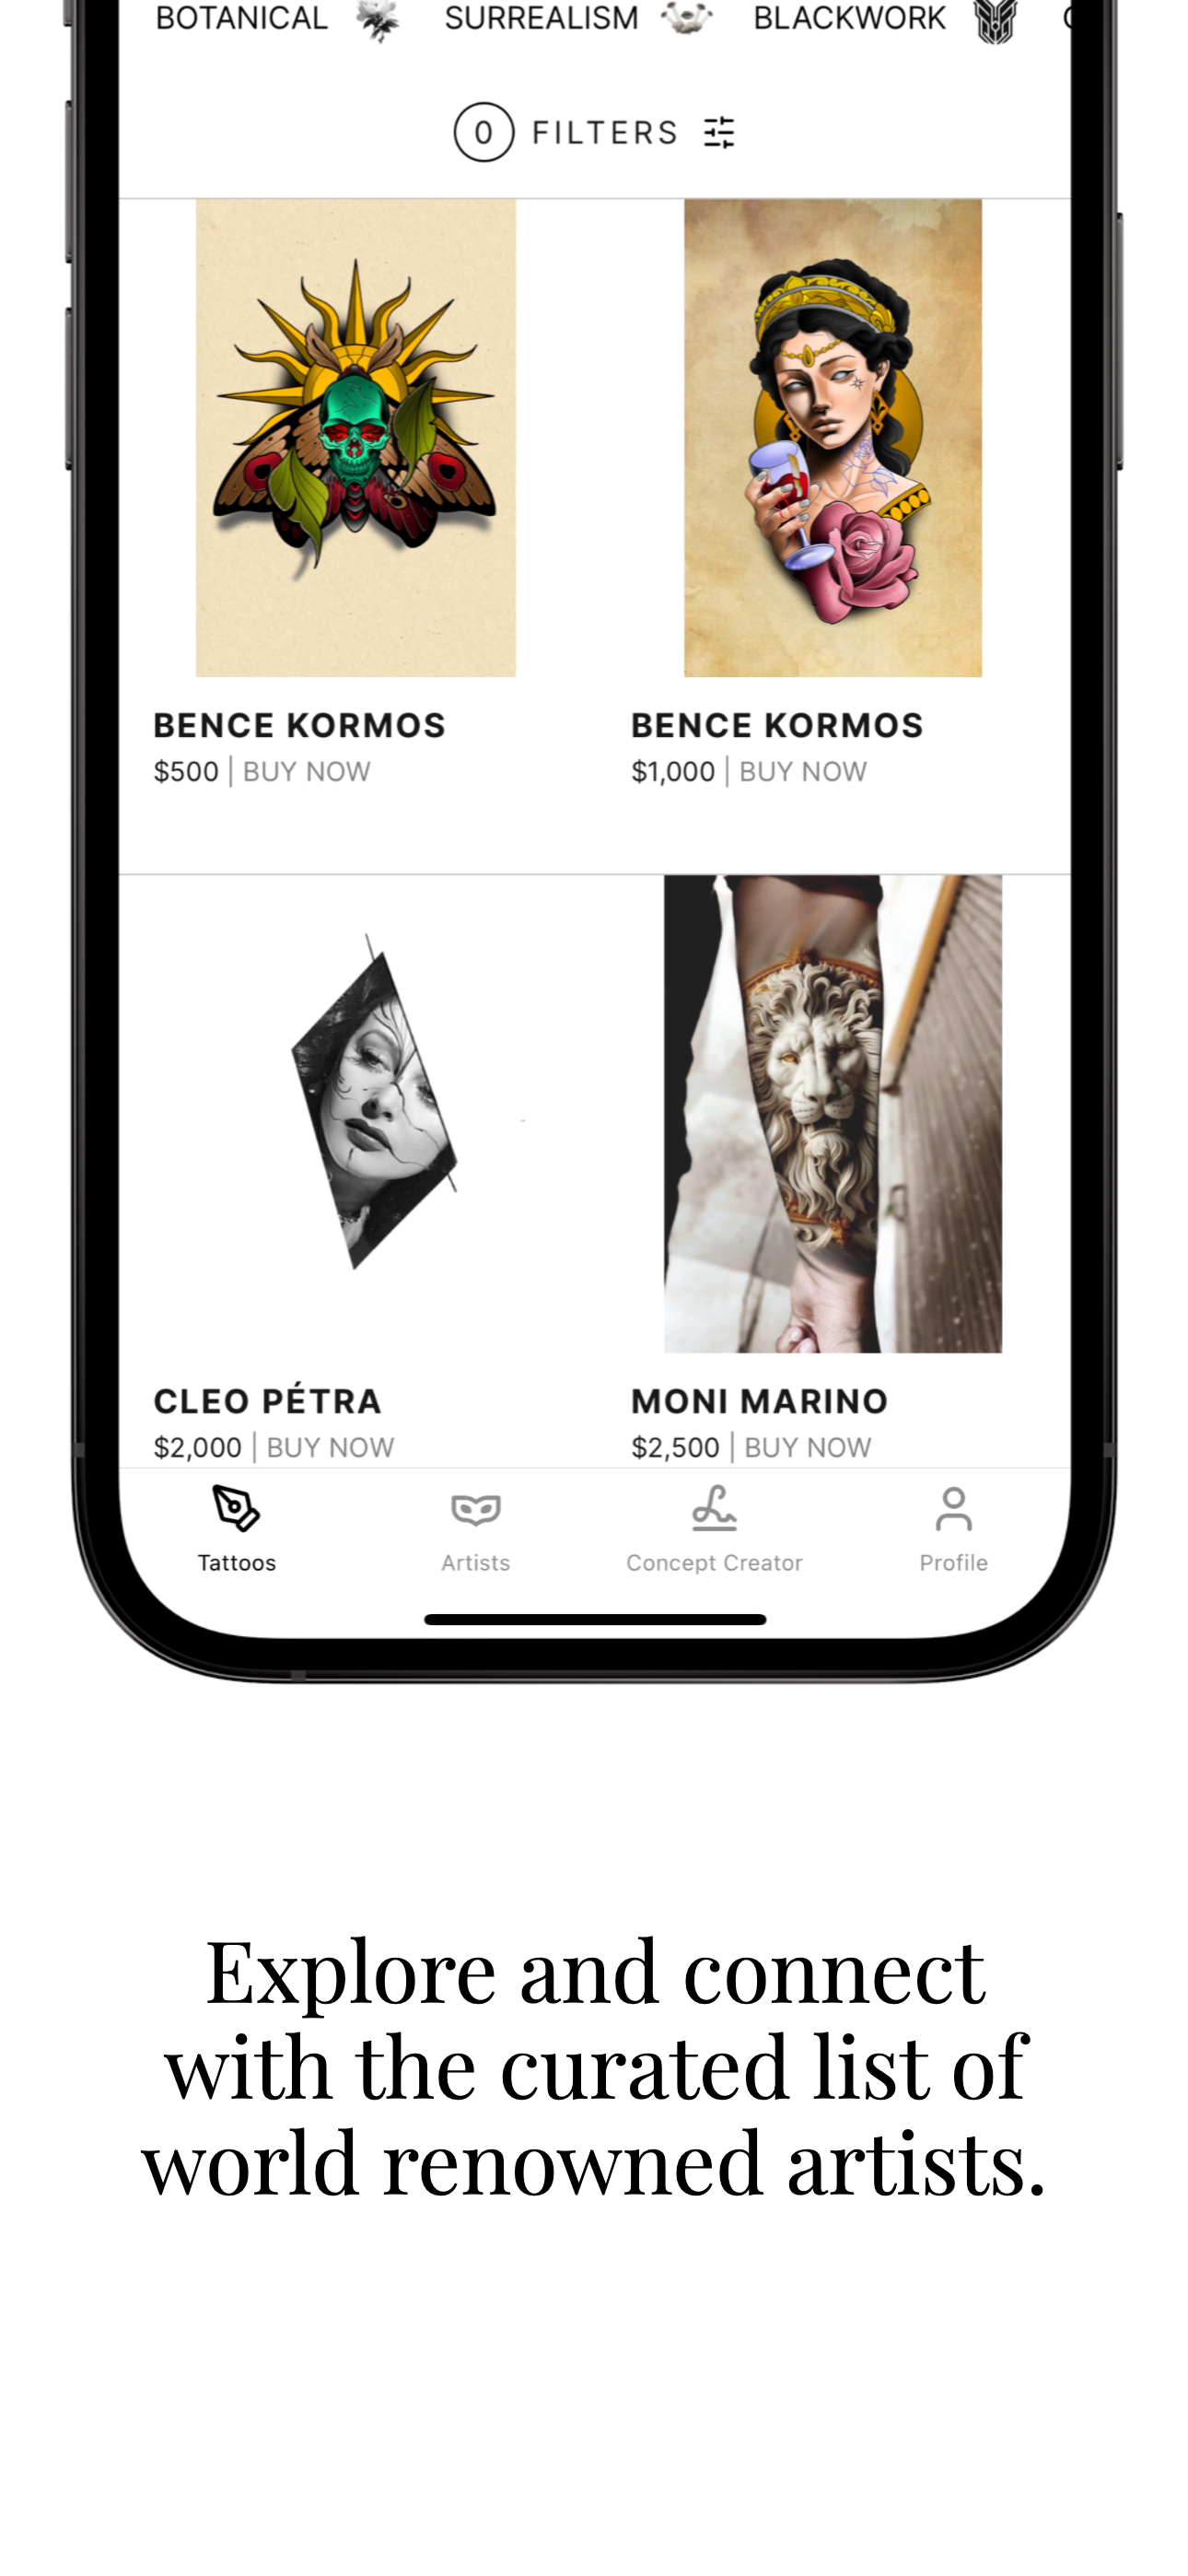 BOTANICAL SURREALISM BLACKWORK
0 FILTERS
BENCE KORMOS BENCE KORMOS
$500 | BUY NOW $1,000 | BUY NOW
CLEO PÉTRA MONI MARINO
$2,000 | BUY NOW $2,500 | BUY NOW
Tattoos Artists Concept Creator Profile
Explore and connect
with the curated list of
world renowned artists.